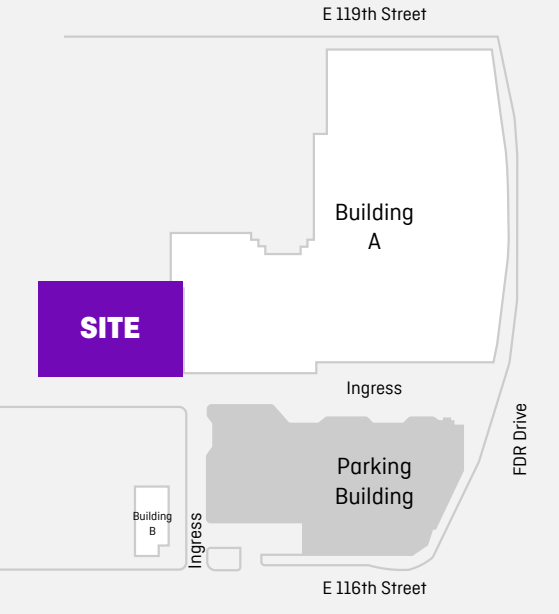 E 119th Street
Building
A
SITE
Ingress
FDR Drive
Parking
Building
Building
B
Ingress
E 116th Street